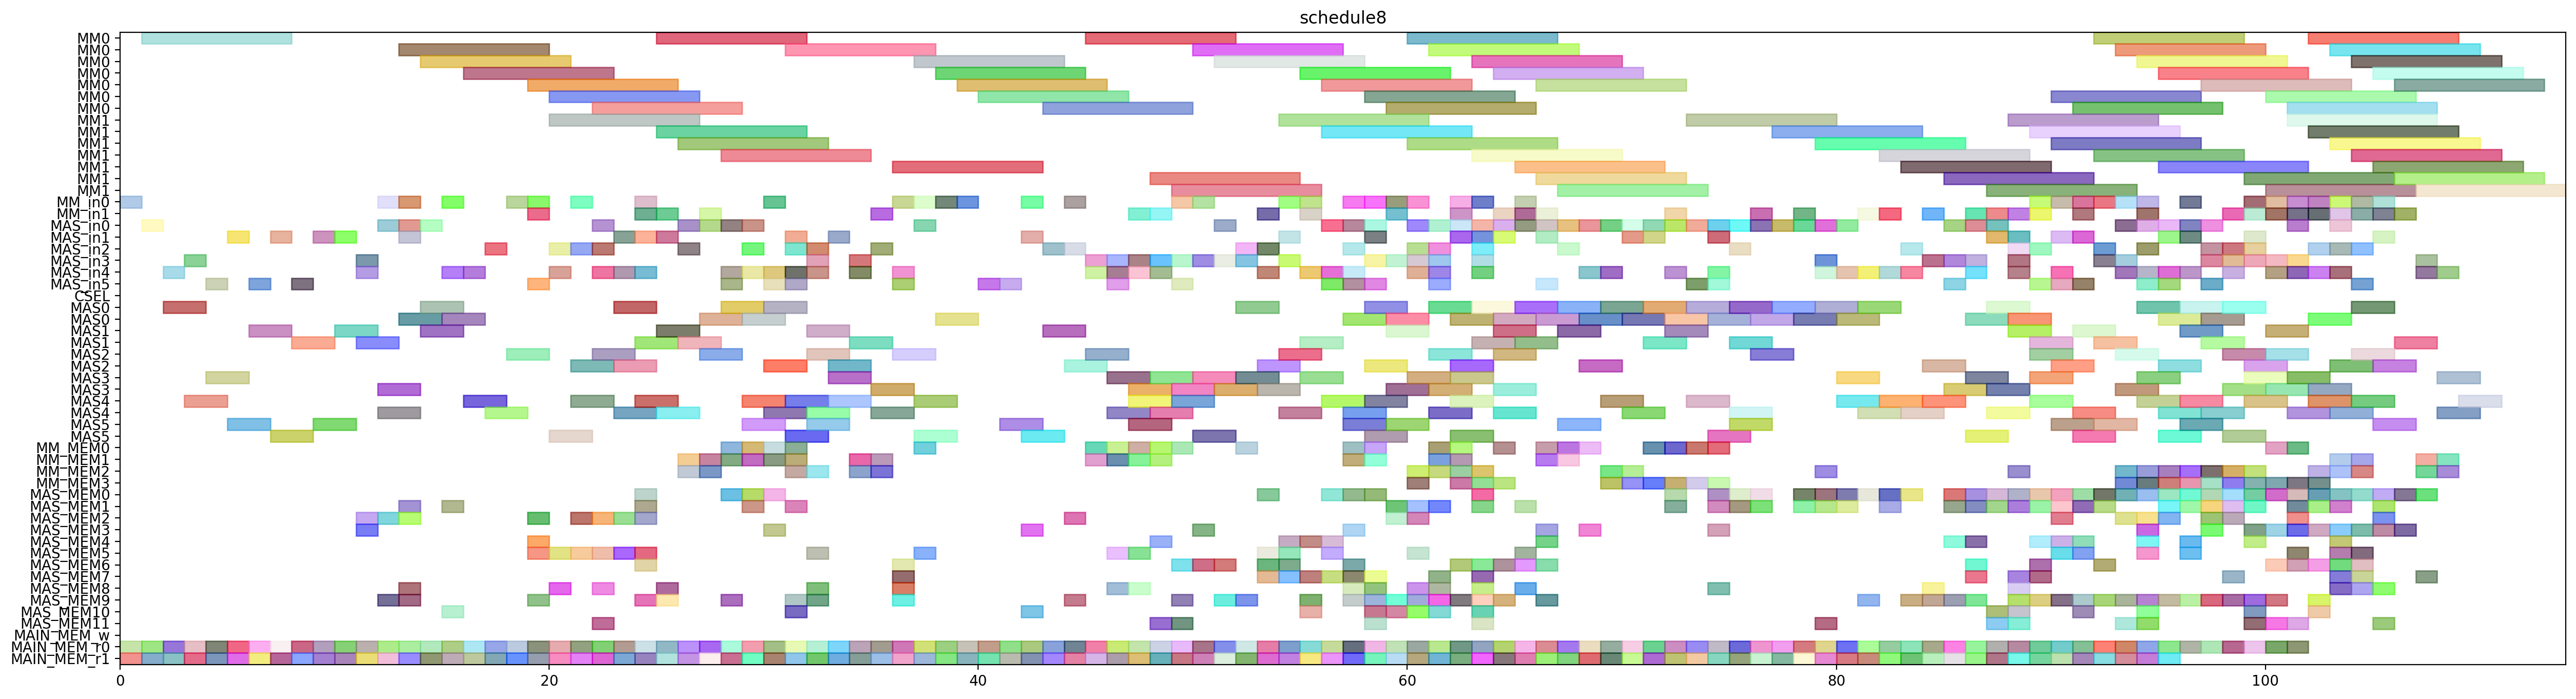 schedule8
MM0
MM0
MM0
MM0
MM0
MM0
MM0
MM1
MM1
MM1
MM1
MM1
MM1
MM1
MM_in0
MM_in1
MAS_in0
MAS_in1
MAS_in2
MAS_in3
MAS_in4
MAS_in5
CSEL
MAS0
MAS0
MAS1
MAS1
MAS2
MAS2
MAS3
MAS3
MAS4
MAS4
MAS5
MAS5
MM_MEM0
MM_MEM1
MM_MEM2
MM_MEM3
MAS_MEM0
MAS_MEM1
MAS_MEM2
MAS_MEM3
MAS_MEM4
MAS_MEM5
MAS_MEM6
MAS_MEM7
MAS_MEM8
MAS_MEM9
MAS_MEM10
MAS_MEM11
MAIN_MEM_w
MAIN_MEM_r0
MAIN_MEM_r1
0 20 40 60 80 100